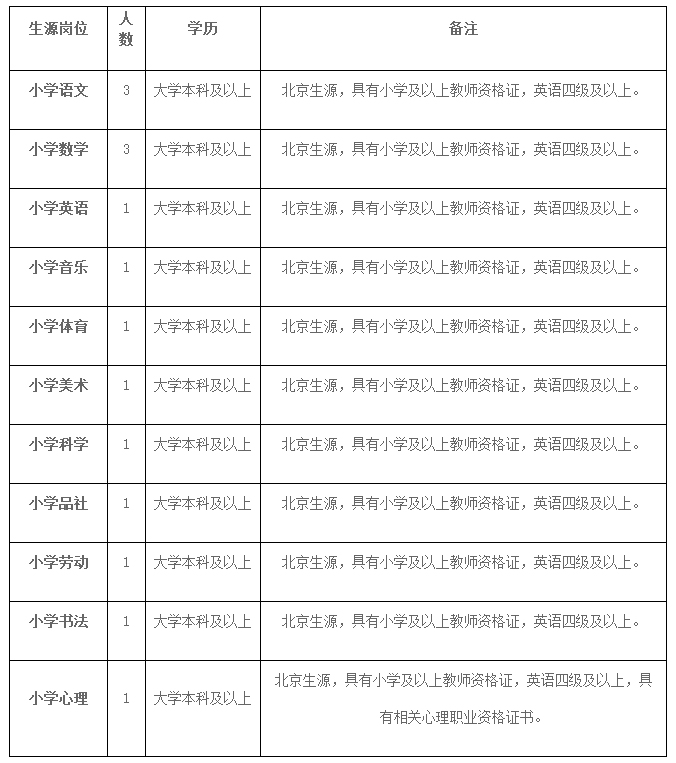 生源岗位 人数 学历 备注
小学语文 3 大学本科及以上 北京生源，具有小学及以上教师资格证，英语四级及以上。
小学数学 3 大学本科及以上 北京生源，具有小学及以上教师资格证，英语四级及以上。
小学英语 1 大学本科及以上 北京生源，具有小学及以上教师资格证，英语四级及以上。
小学音乐 1 大学本科及以上 北京生源，具有小学及以上教师资格证，英语四级及以上。
小学体育 1 大学本科及以上 北京生源，具有小学及以上教师资格证，英语四级及以上。
小学美术 1 大学本科及以上 北京生源，具有小学及以上教师资格证，英语四级及以上。
小学科学 1 大学本科及以上 北京生源，具有小学及以上教师资格证，英语四级及以上。
小学品社 1 大学本科及以上 北京生源，具有小学及以上教师资格证，英语四级及以上。
小学劳动 1 大学本科及以上 北京生源，具有小学及以上教师资格证，英语四级及以上。
小学书法 1 大学本科及以上 北京生源，具有小学及以上教师资格证，英语四级及以上。
小学心理 1 大学本科及以上 北京生源，具有小学及以上教师资格证，英语四级及以上，具
有相关心理职业资格证书。